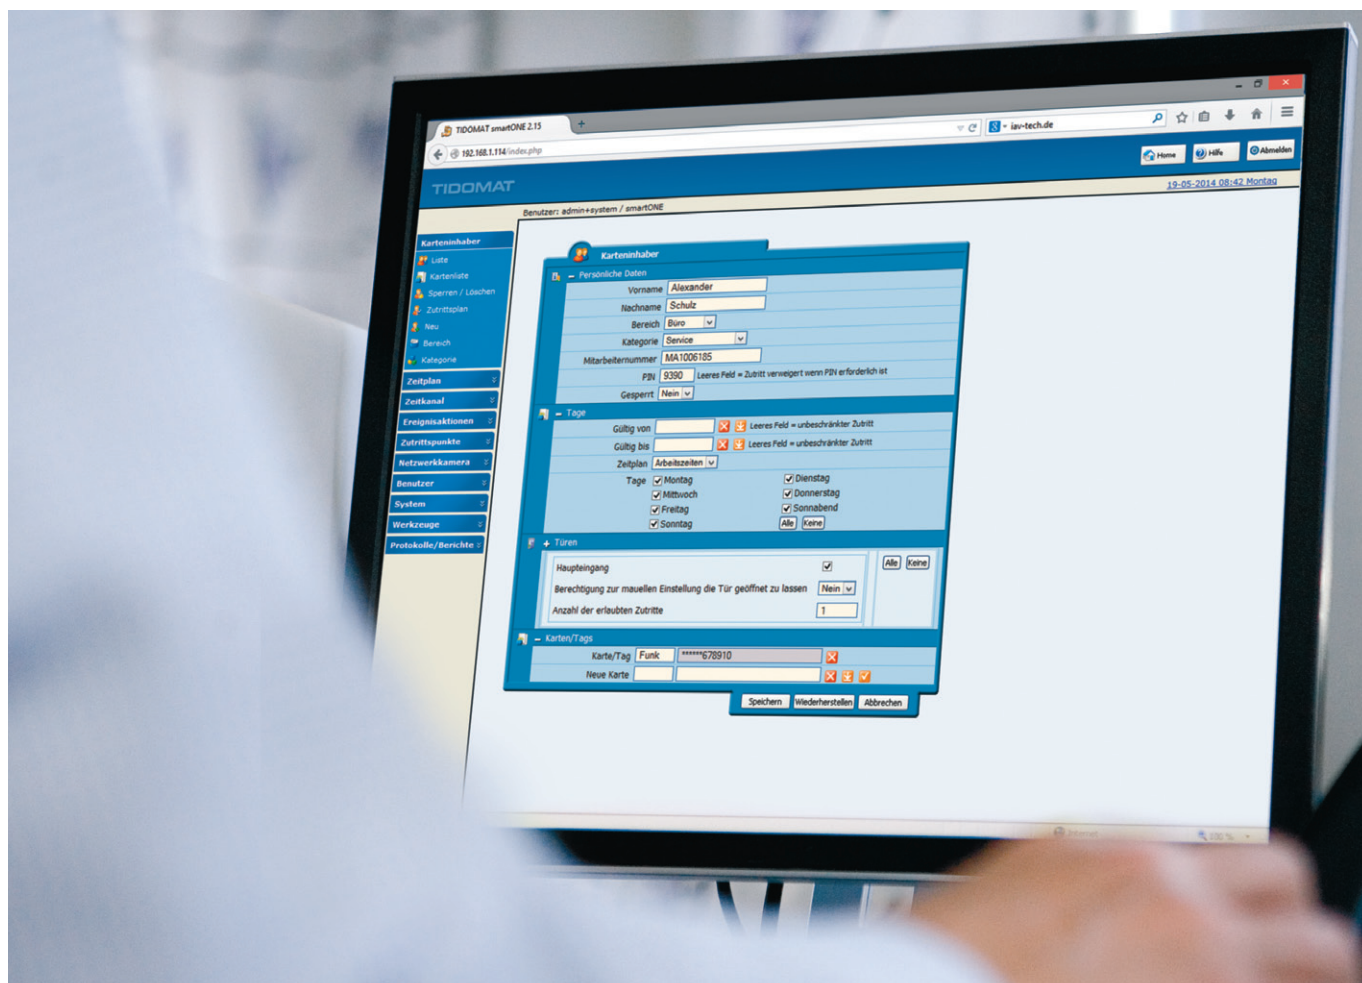 TIDOMAT smartONE 2.15
+
192.168.1.114/index.php
iav-tech.de
Home
Hilfe
Abmelden
TIDOMAT
19-05-2014 08:42 Montag
Benutzer: admin+system / smartONE
Karteninhaber
Liste
Kartenliste
Sperren / Löschen
Zutrittsplan
Neu
Bereich
Kategorie
Zeitplan
Zeitkanal
Ereignisaktionen
Zutrittspunkte
Netzwerkkamera
Benutzer
System
Werkzeuge
Protokolle/Berichte
Karteninhaber
− Persönliche Daten
Vorname Alexander
Nachname Schulz
Bereich Büro
Kategorie Service
Mitarbeiternummer MA1006185
PIN 9390 Leeres Feld = Zutritt verweigert wenn PIN erforderlich ist
Gesperrt Nein
− Tage
Gültig von Leeres Feld = unbeschränkter Zutritt
Gültig bis Leeres Feld = unbeschränkter Zutritt
Zeitplan Arbeitszeiten
Tage Montag Dienstag
Mittwoch Donnerstag
Freitag Sonnabend
Sonntag Alle Keine
+ Türen
Haupteingang Alle Keine
Berechtigung zur mauellen Einstellung die Tür geöffnet zu lassen Nein
Anzahl der erlaubten Zutritte 1
− Karten/Tags
Karte/Tag Funk ******678910
Neue Karte
Speichern Wiederherstellen Abbrechen
Internet 100 %